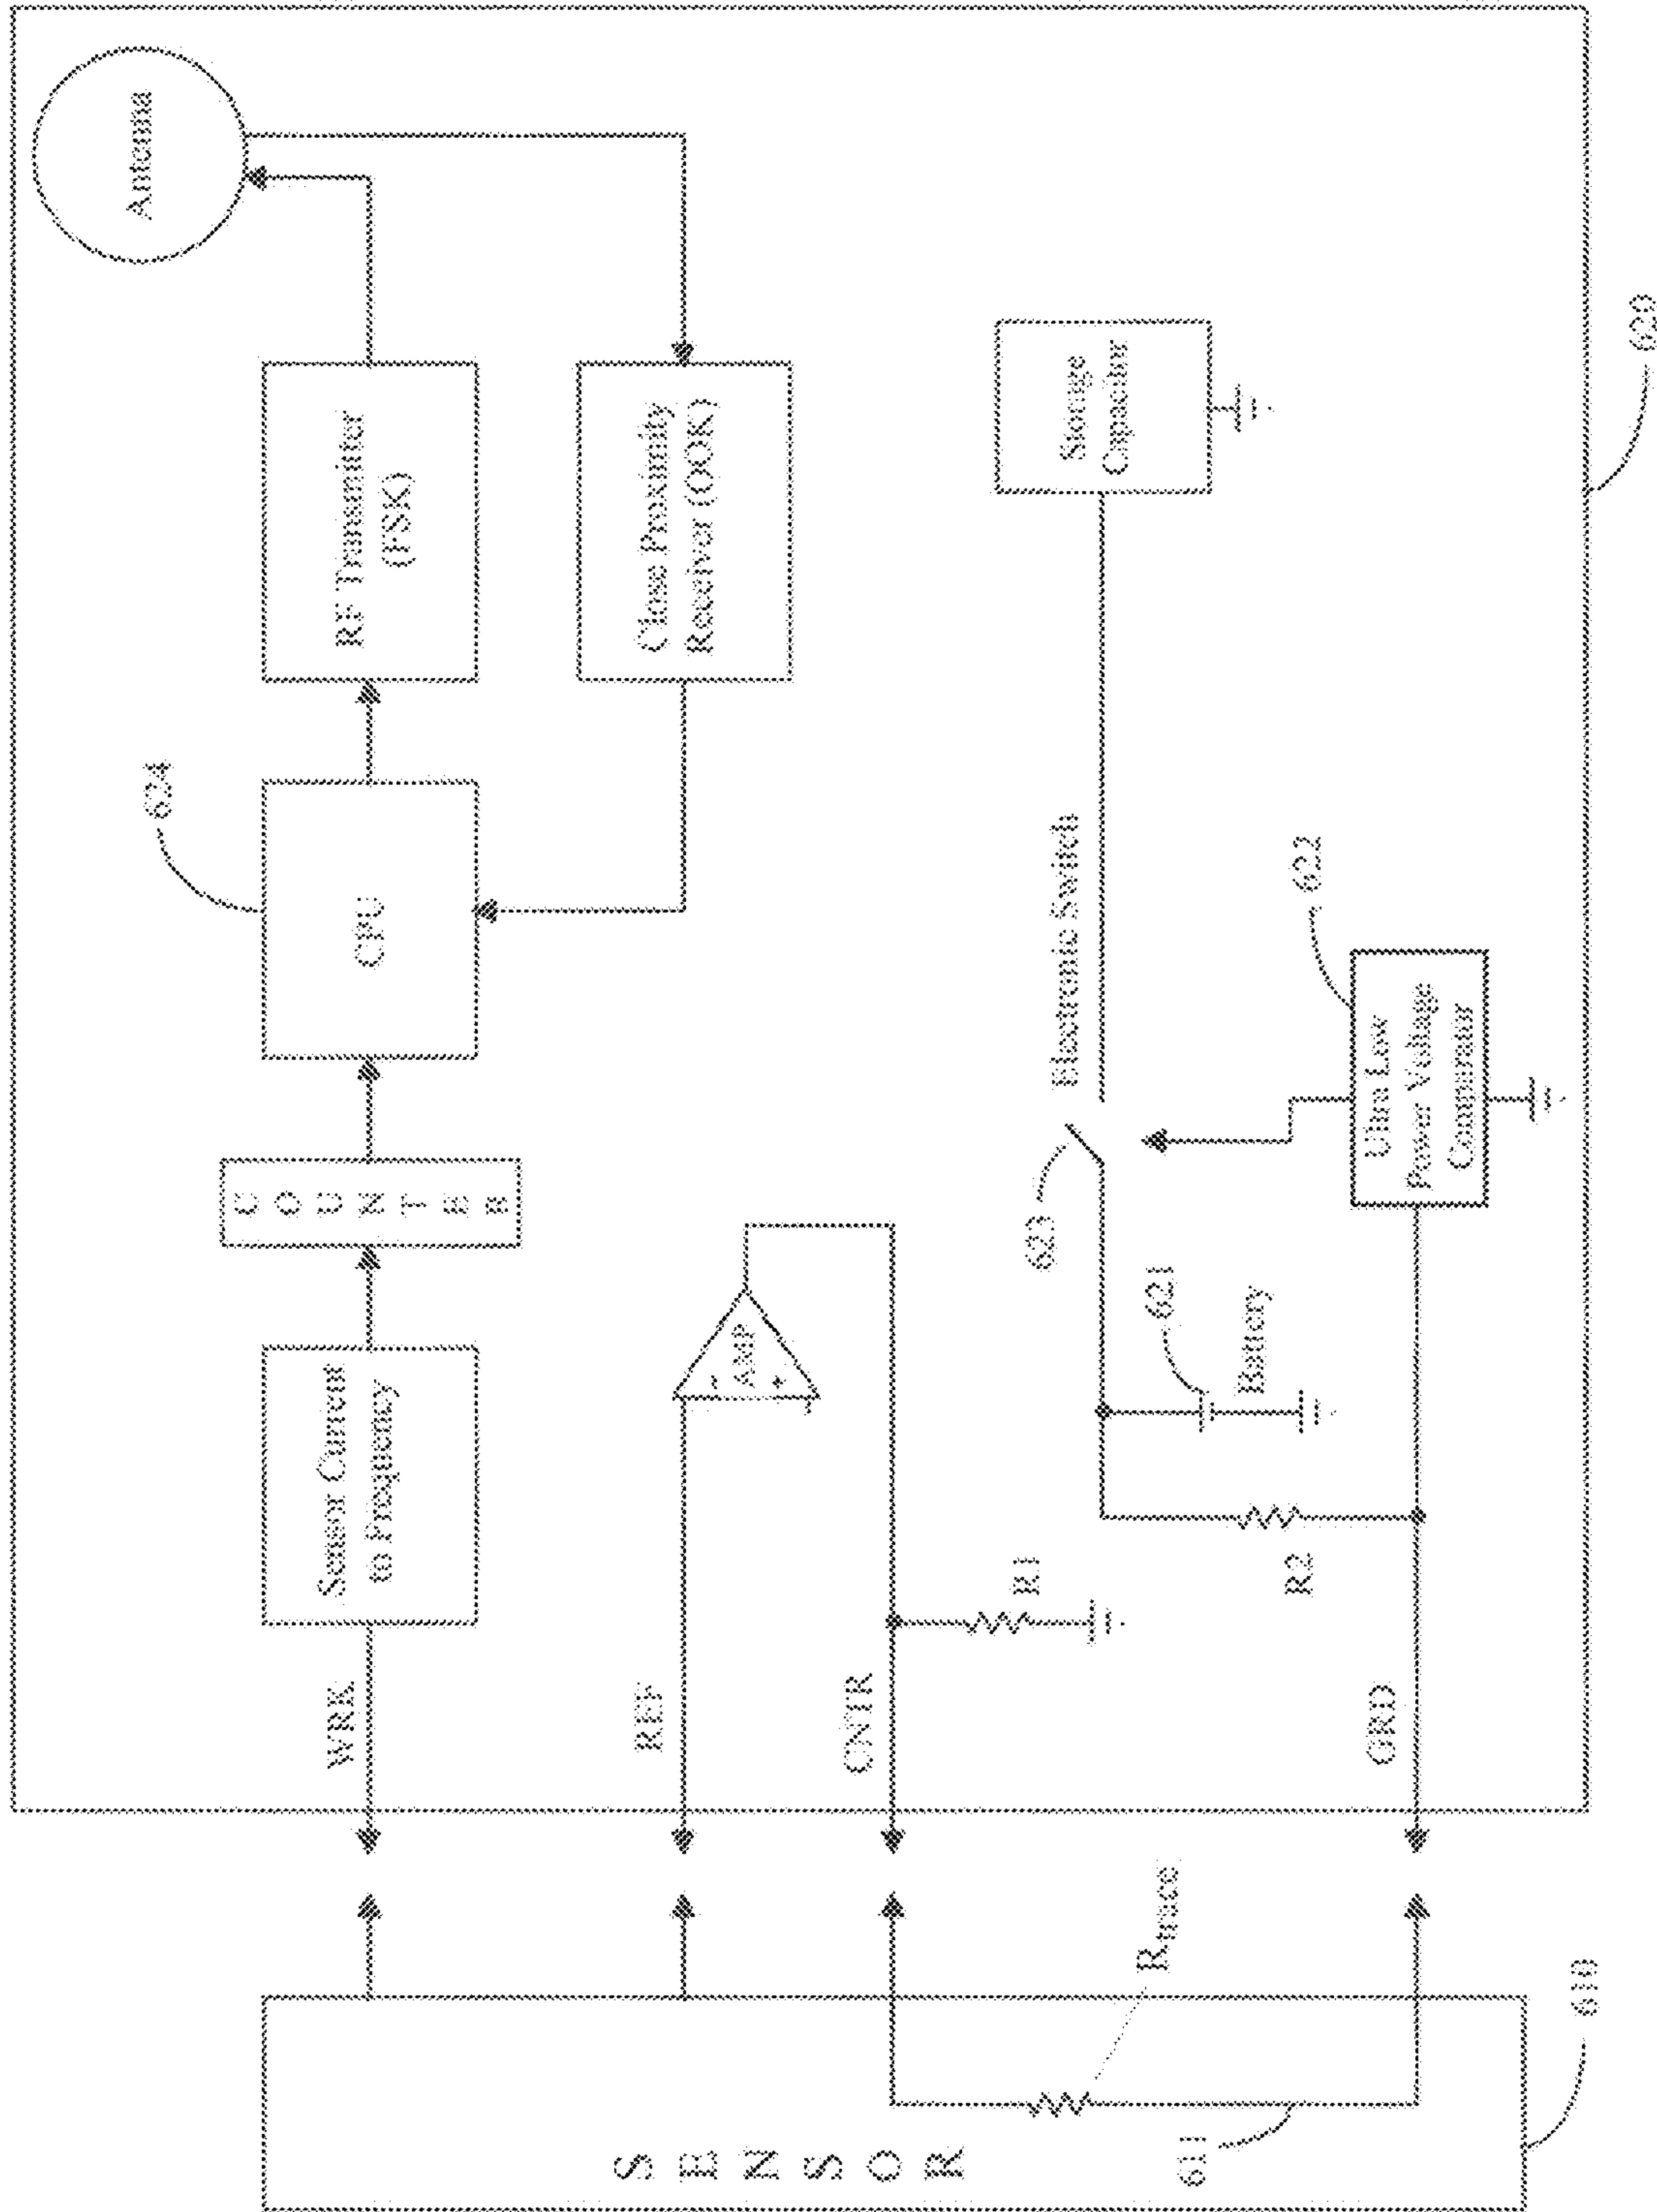 Antenna
624
CPU
RF Transmitter
(FSK)
Close Proximity
Receiver (OOK)
COUNTER
Sensor Current
to Frequency
WRK
REF
AMP
-
+
CNTR
R1
GRD
R2
621
Battery
623
Electronic Switch
Storage
Capacitor
622
Ultra Low
Power Voltage
Comparator
620
SENSOR
Rtrace
611
610